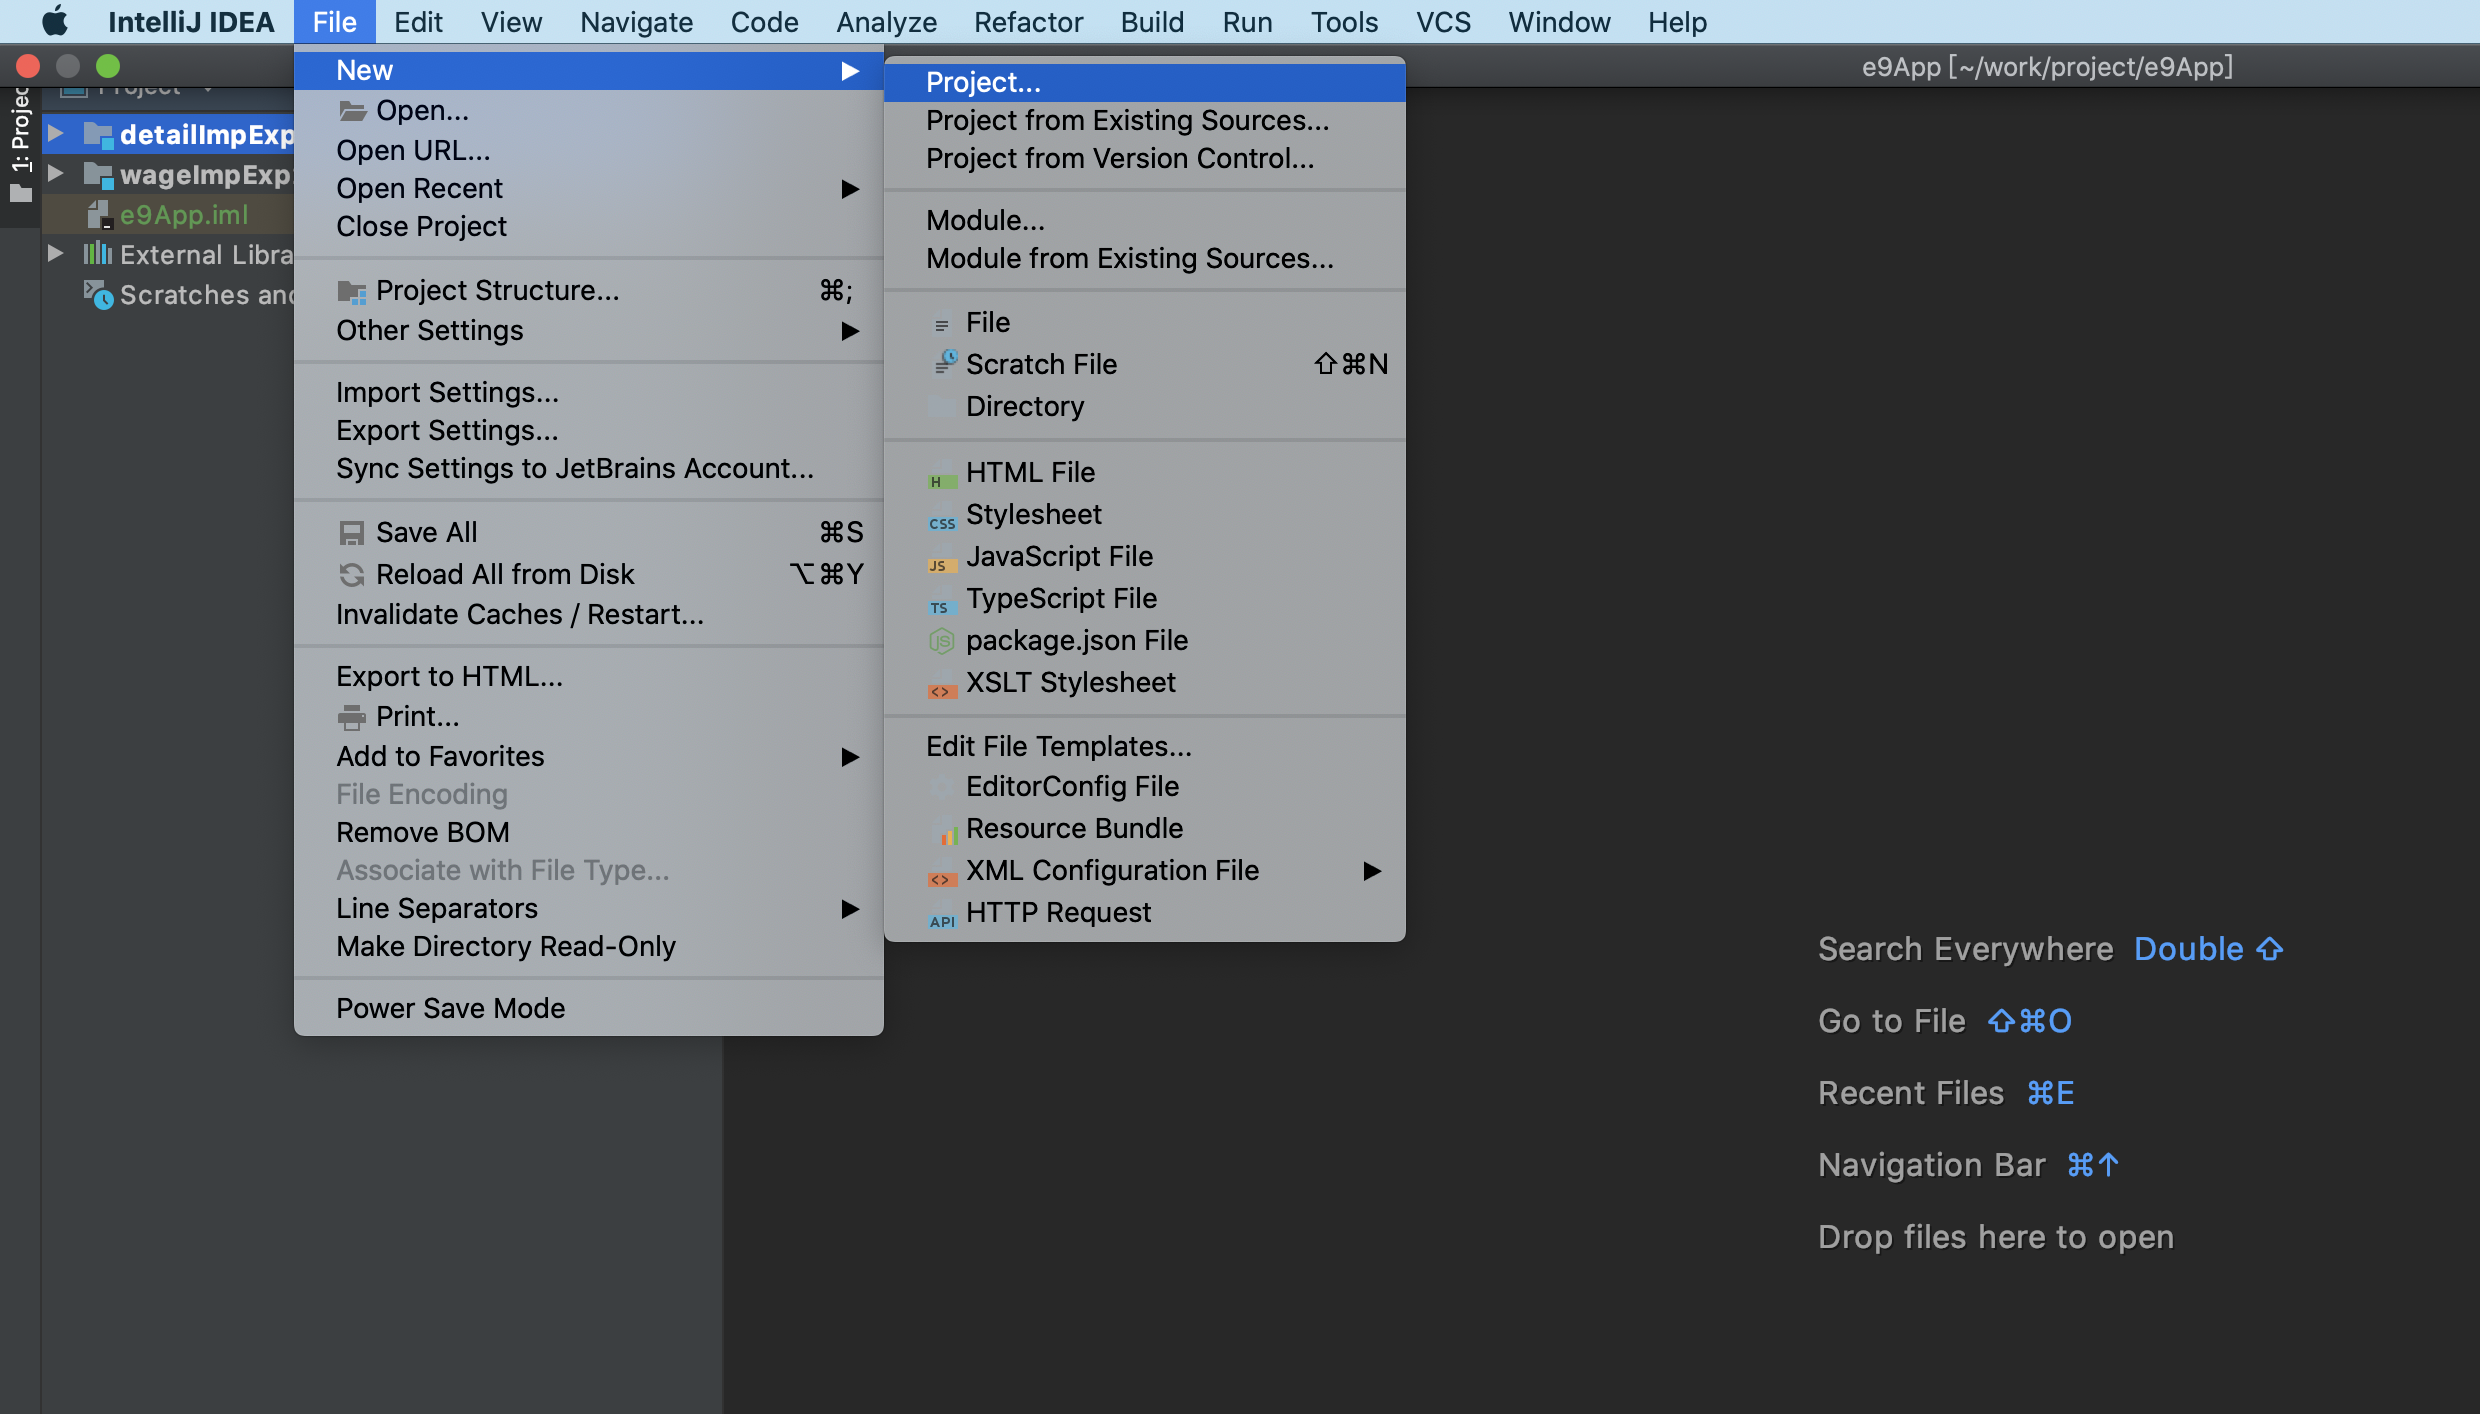 IntelliJ IDEA File Edit View Navigate Code Analyze Refactor Build Run Tools VCS Window Help
e9App [~/work/project/e9App]
1: Projec
Project
detailImpExp
wageImpExp
e9App.iml
External Libra
Scratches and
New
Open...
Open URL...
Open Recent
Close Project
Project Structure... ⌘;
Other Settings
Import Settings...
Export Settings...
Sync Settings to JetBrains Account...
Save All ⌘S
Reload All from Disk ⌥⌘Y
Invalidate Caches / Restart...
Export to HTML...
Print...
Add to Favorites
File Encoding
Remove BOM
Associate with File Type...
Line Separators
Make Directory Read-Only
Power Save Mode
Project...
Project from Existing Sources...
Project from Version Control...
Module...
Module from Existing Sources...
File
Scratch File ⇧⌘N
Directory
H HTML File
CSS Stylesheet
JS JavaScript File
TS TypeScript File
JS package.json File
<> XSLT Stylesheet
Edit File Templates...
EditorConfig File
Resource Bundle
<> XML Configuration File
API HTTP Request
Search Everywhere Double ⇧
Go to File ⇧⌘O
Recent Files ⌘E
Navigation Bar ⌘↑
Drop files here to open